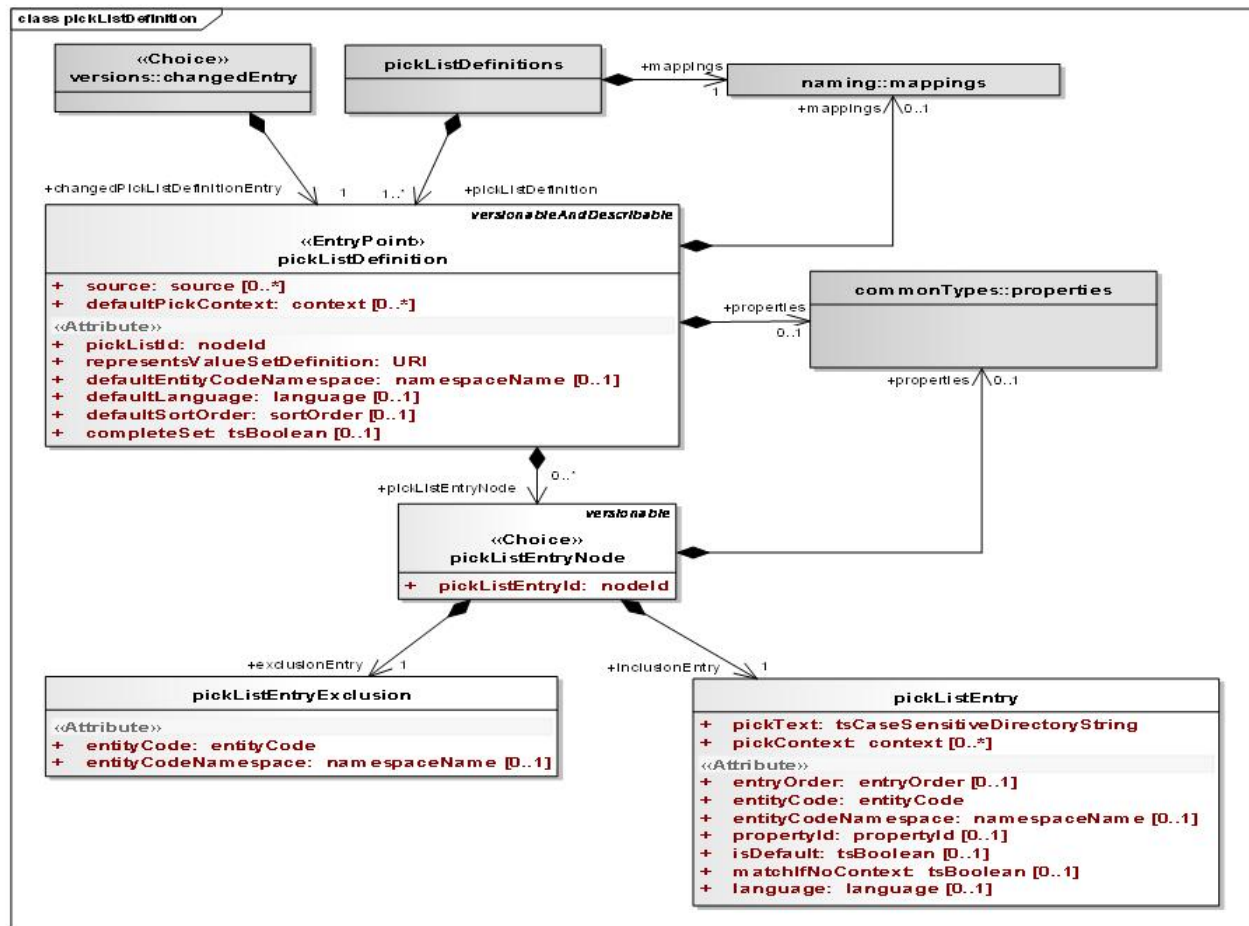 class pickListDefinition
«Choice»
versions::changedEntry
pickListDefinitions
+mappings
1
naming::mappings
+mappings
0..1
+changedPickListDefinitionEntry
1
1..*
+pickListDefinition
versionableAndDescribable
«EntryPoint»
pickListDefinition
+ source: source [0..*]
+ defaultPickContext: context [0..*]
«Attribute»
+ pickListId: nodeId
+ representsValueSetDefinition: URI
+ defaultEntityCodeNamespace: namespaceName [0..1]
+ defaultLanguage: language [0..1]
+ defaultSortOrder: sortOrder [0..1]
+ completeSet: tsBoolean [0..1]
+properties
0..1
commonTypes::properties
+properties
0..1
+pickListEntryNode
0..*
versionable
«Choice»
pickListEntryNode
+ pickListEntryId: nodeId
+exclusionEntry
1
+inclusionEntry
1
pickListEntryExclusion
«Attribute»
+ entityCode: entityCode
+ entityCodeNamespace: namespaceName [0..1]
pickListEntry
+ pickText: tsCaseSensitiveDirectoryString
+ pickContext: context [0..*]
«Attribute»
+ entryOrder: entryOrder [0..1]
+ entityCode: entityCode
+ entityCodeNamespace: namespaceName [0..1]
+ propertyId: propertyId [0..1]
+ isDefault: tsBoolean [0..1]
+ matchIfNoContext: tsBoolean [0..1]
+ language: language [0..1]